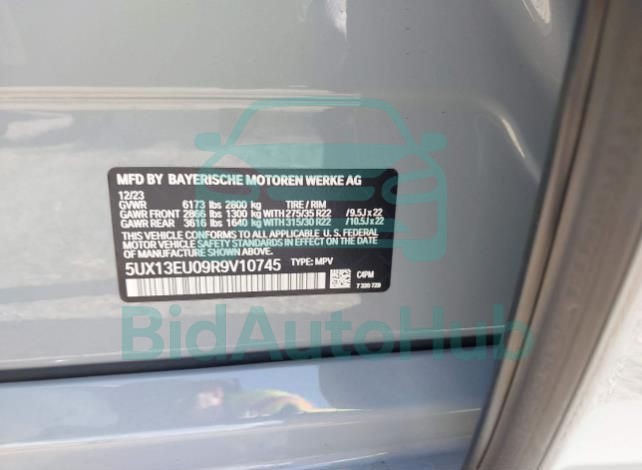 MFD BY BAYERISCHE MOTOREN WERKE AG
12/23
GVWR 6173 lbs 2800 kg TIRE / RIM
GAWR FRONT 2866 lbs 1300 kg WITH 275/35 R22 /9.5J x 22
GAWR REAR 3616 lbs 1640 kg WITH 315/30 R22 /10.5J x 22
THIS VEHICLE CONFORMS TO ALL APPLICABLE U. S. FEDERAL
MOTOR VEHICLE SAFETY STANDARDS IN EFFECT ON THE DATE OF
MANUFACTURE SHOWN ABOVE.
5UX13EU09R9V10745 TYPE: MPV
C4PM
BidAutoHub